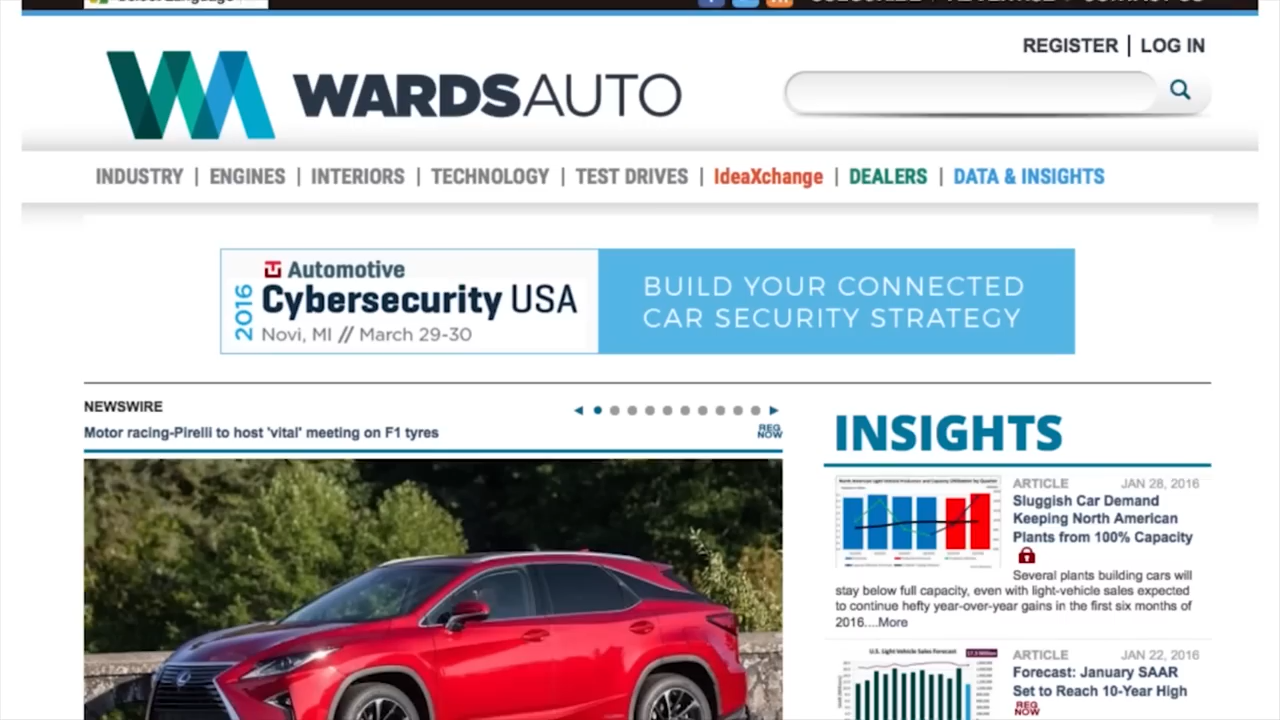 REGISTER | LOG IN
WARDSAUTO
INDUSTRY | ENGINES | INTERIORS | TECHNOLOGY | TEST DRIVES | IdeaXchange | DEALERS | DATA & INSIGHTS
2016
Automotive
Cybersecurity USA
Novi, MI // March 29-30
BUILD YOUR CONNECTED
CAR SECURITY STRATEGY
NEWSWIRE
Motor racing-Pirelli to host 'vital' meeting on F1 tyres
REG
NOW
INSIGHTS
ARTICLE JAN 28, 2016
Sluggish Car Demand
Keeping North American
Plants from 100% Capacity
Several plants building cars will
stay below full capacity, even with light-vehicle sales expected
to continue hefty year-over-year gains in the first six months of
2016....More
U.S. Light Vehicle Sales Forecast
ARTICLE JAN 22, 2016
Forecast: January SAAR
Set to Reach 10-Year High
REG
NOW